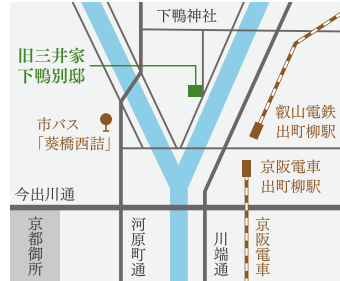 下鴨神社
旧三井家
下鴨別邸
市バス
「葵橋西詰」
叡山電鉄
出町柳駅
京阪電車
出町柳駅
今出川通
京都御所
河原町通
川端通
京阪電車